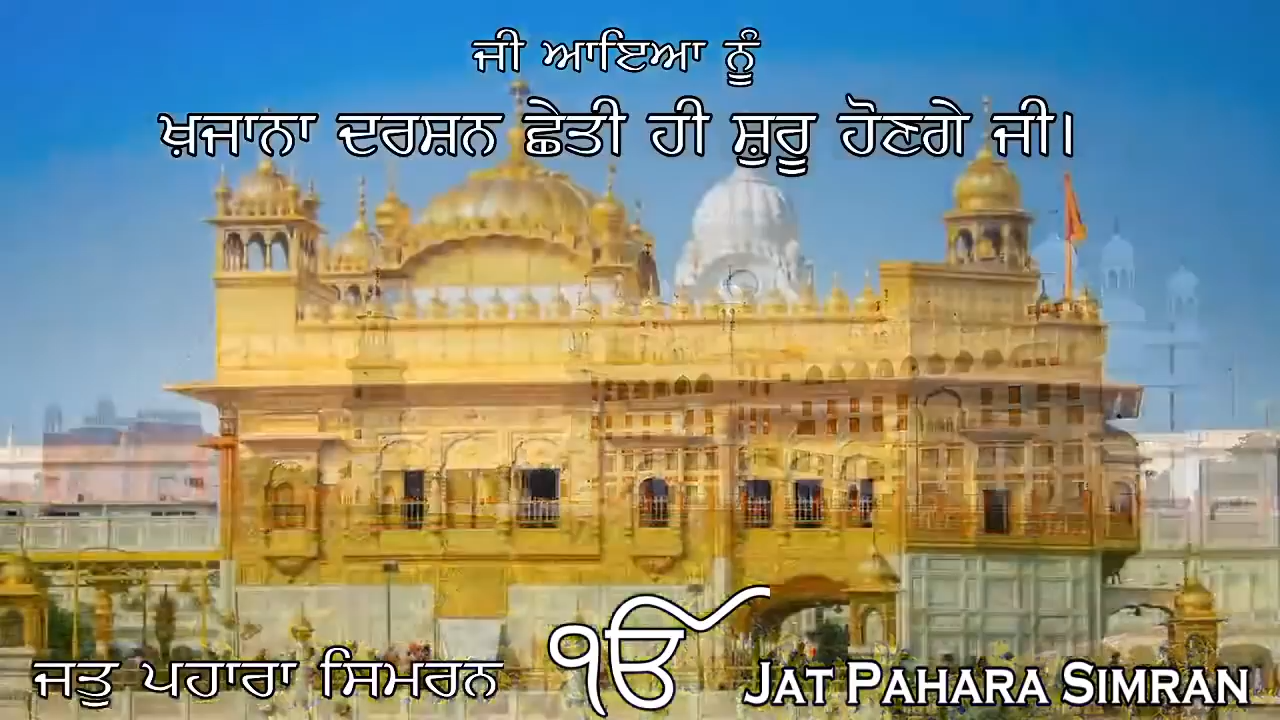 ਜੀ ਆਇਆ ਨੂੰ
ਖ਼ਜਾਨਾ ਦਰਸ਼ਨ ਛੇਤੀ ਹੀ ਸ਼ੁਰੂ ਹੋਣਗੇ ਜੀ।
ਜਤੁ ਪਹਾਰਾ ਸਿਮਰਨ ੴ JAT PAHARA SIMRAN